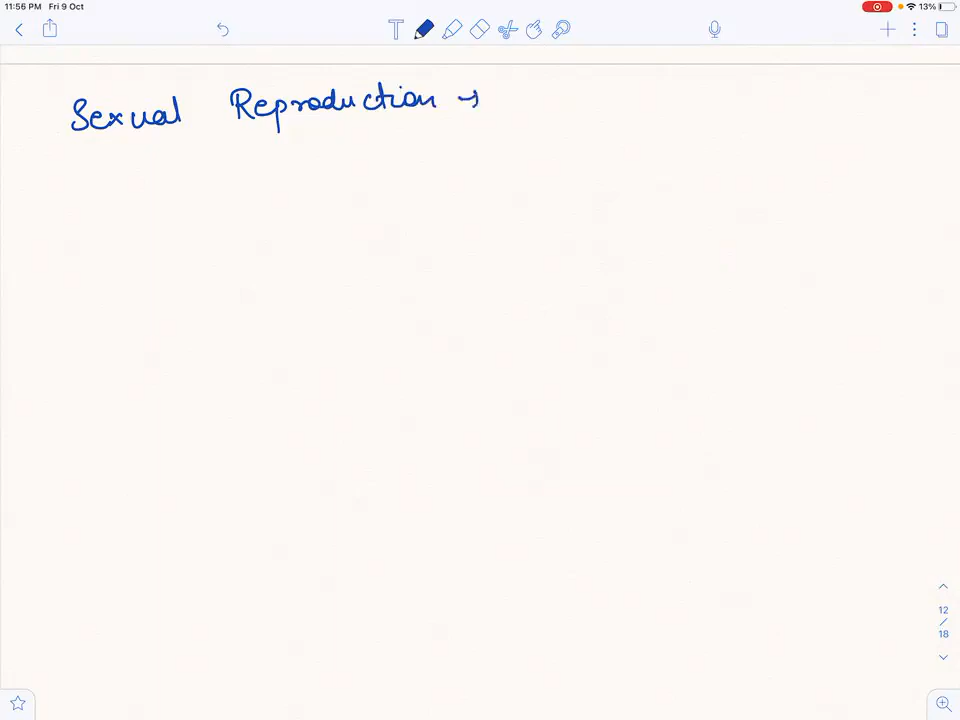 11:56 PM Fri 9 Oct
13%
T
Sexual Reproduction →
12
/
18